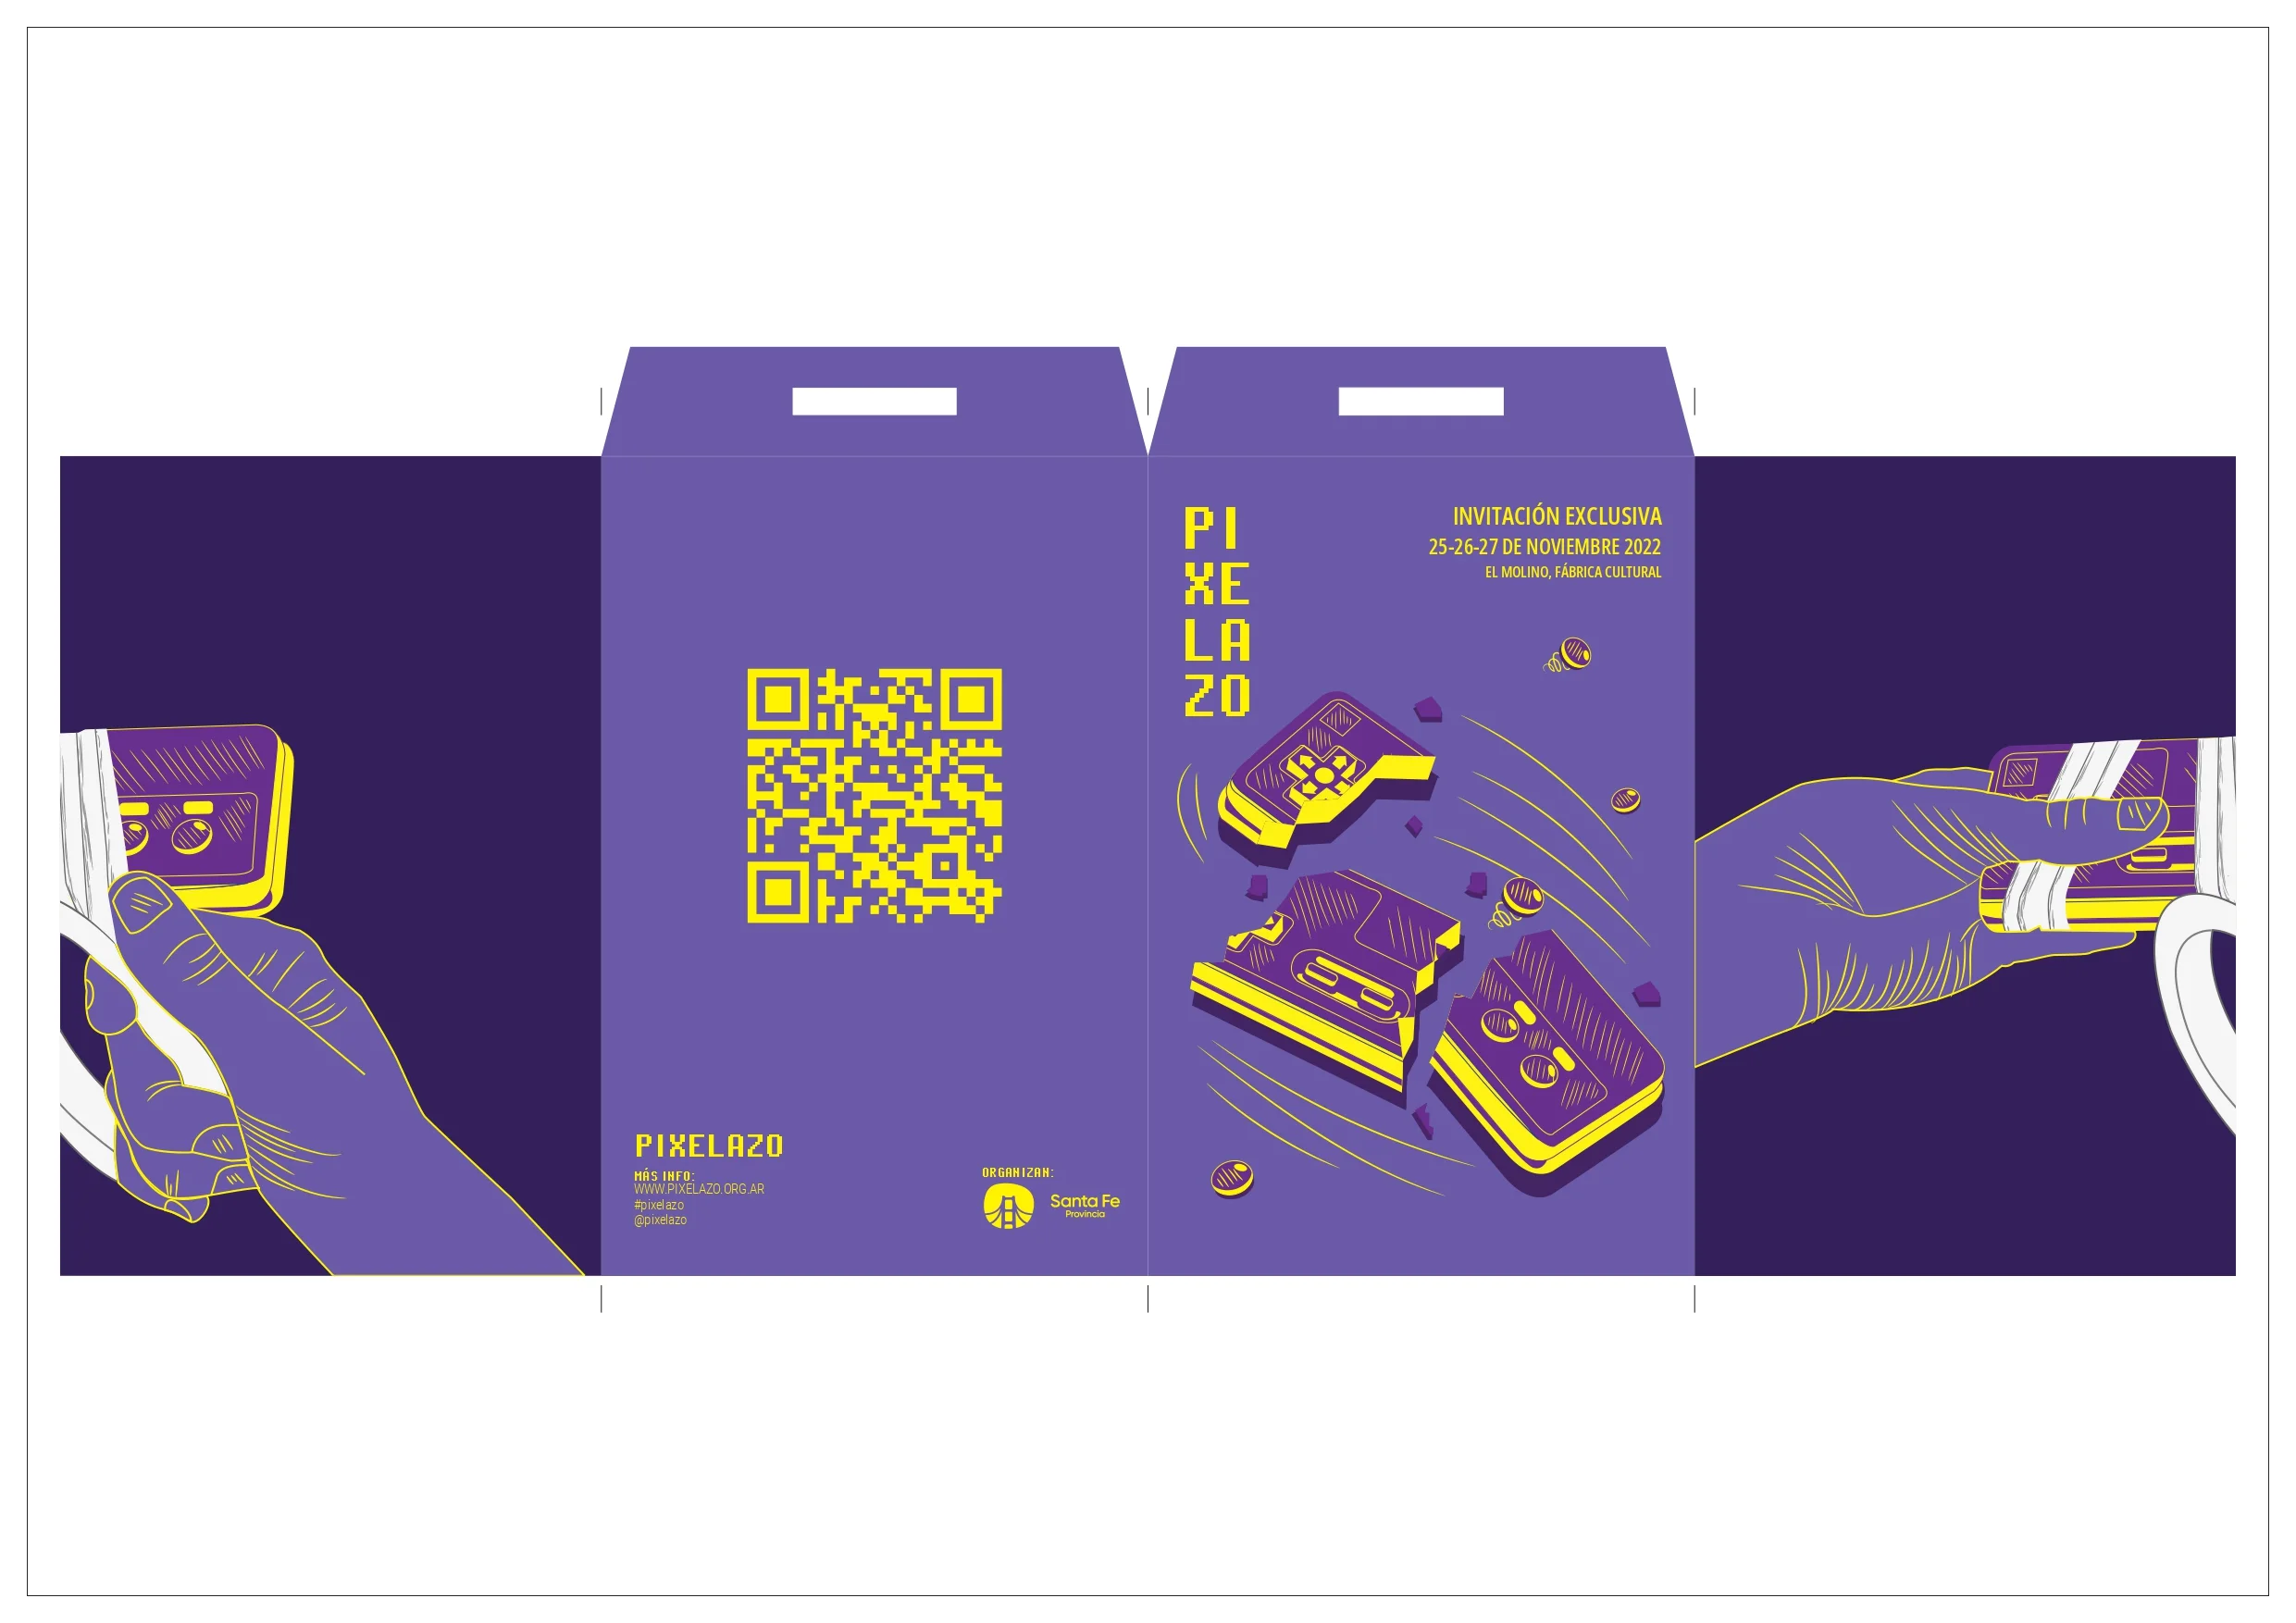 PI
XE
LA
ZO
INVITACIÓN EXCLUSIVA
25-26-27 DE NOVIEMBRE 2022
EL MOLINO, FÁBRICA CULTURAL
PIXELAZO
MÁS INFO:
WWW.PIXELAZO.ORG.AR
#pixelazo
@pixelazo
ORGANIZAN:
Santa Fe
Provincia